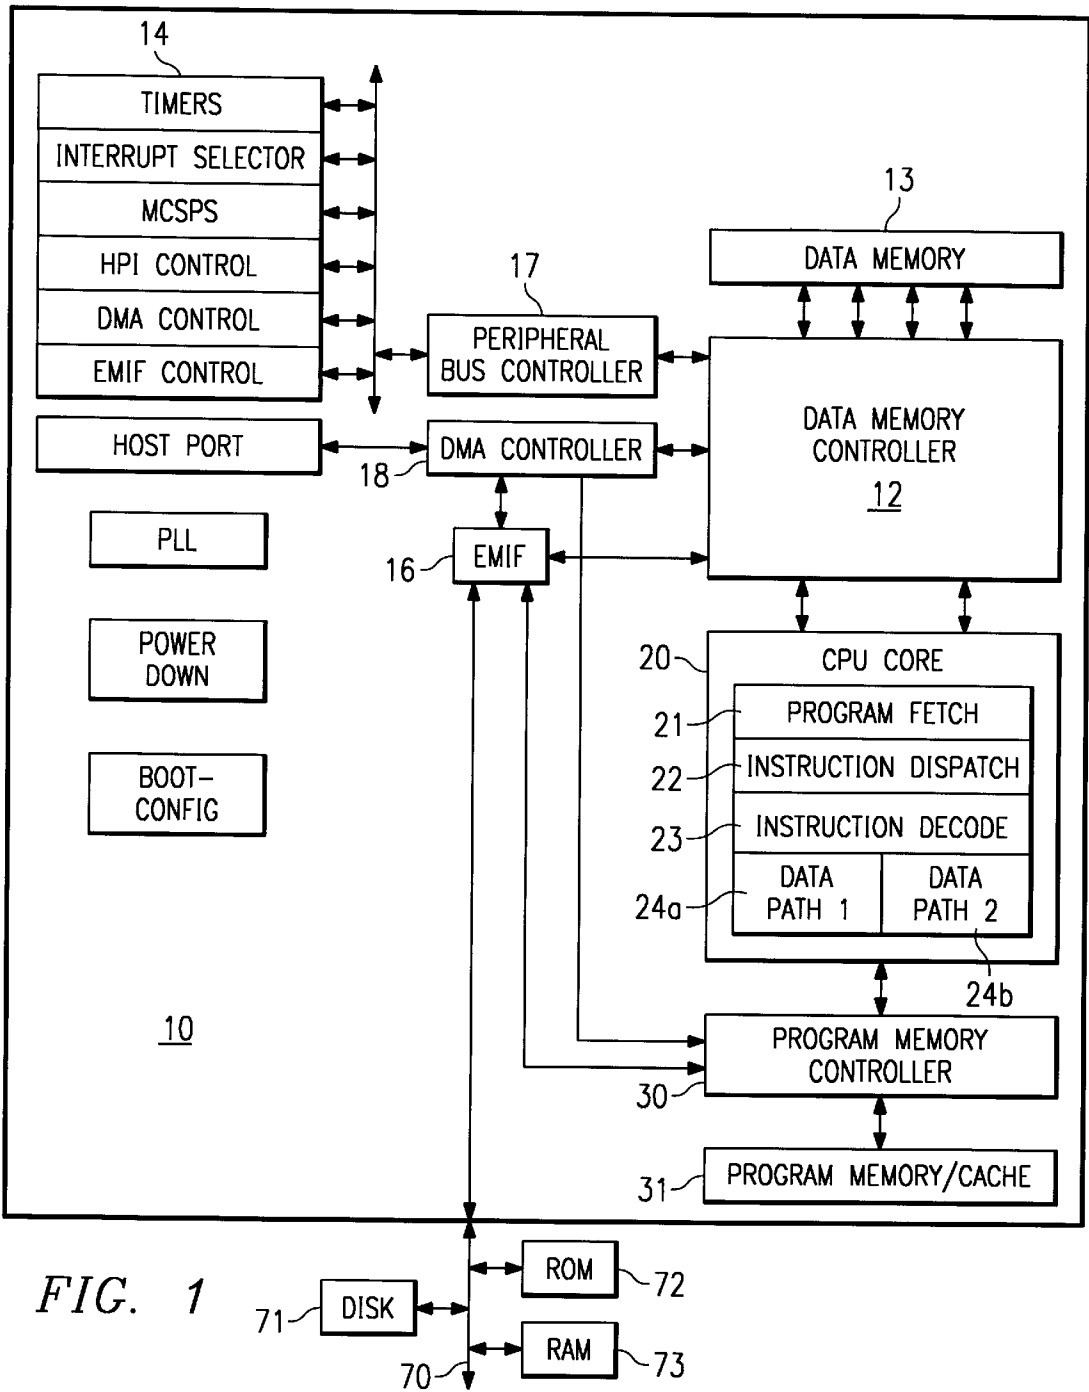 14
TIMERS
INTERRUPT SELECTOR
MCSPS
HPI CONTROL
DMA CONTROL
EMIF CONTROL
HOST PORT
PLL
POWER
DOWN
BOOT-
CONFIG
10
17
PERIPHERAL
BUS CONTROLLER
DMA CONTROLLER
18
EMIF
16
13
DATA MEMORY
DATA MEMORY
CONTROLLER
12
20
CPU CORE
21
PROGRAM FETCH
22
INSTRUCTION DISPATCH
23
INSTRUCTION DECODE
24a
DATA
PATH 1
DATA
PATH 2
24b
PROGRAM MEMORY
CONTROLLER
30
31
PROGRAM MEMORY/CACHE
FIG. 1
ROM
72
71
DISK
70
RAM
73